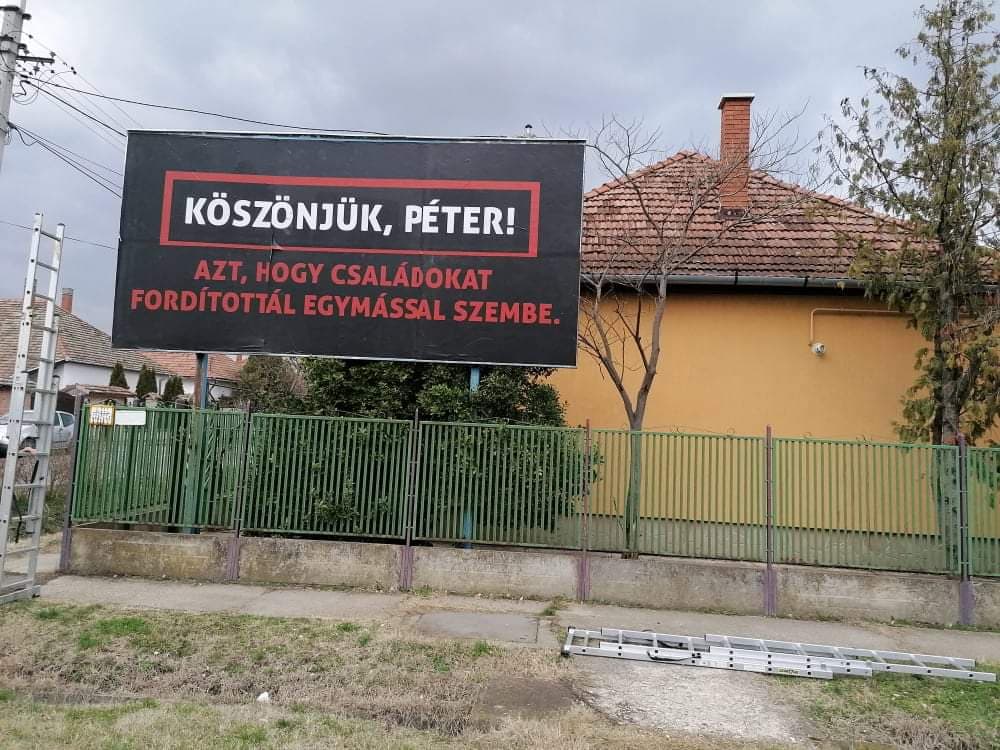 KÖSZÖNJÜK, PÉTER!
AZT, HOGY CSALÁDOKAT
FORDÍTOTTÁL EGYMÁSSAL SZEMBE.